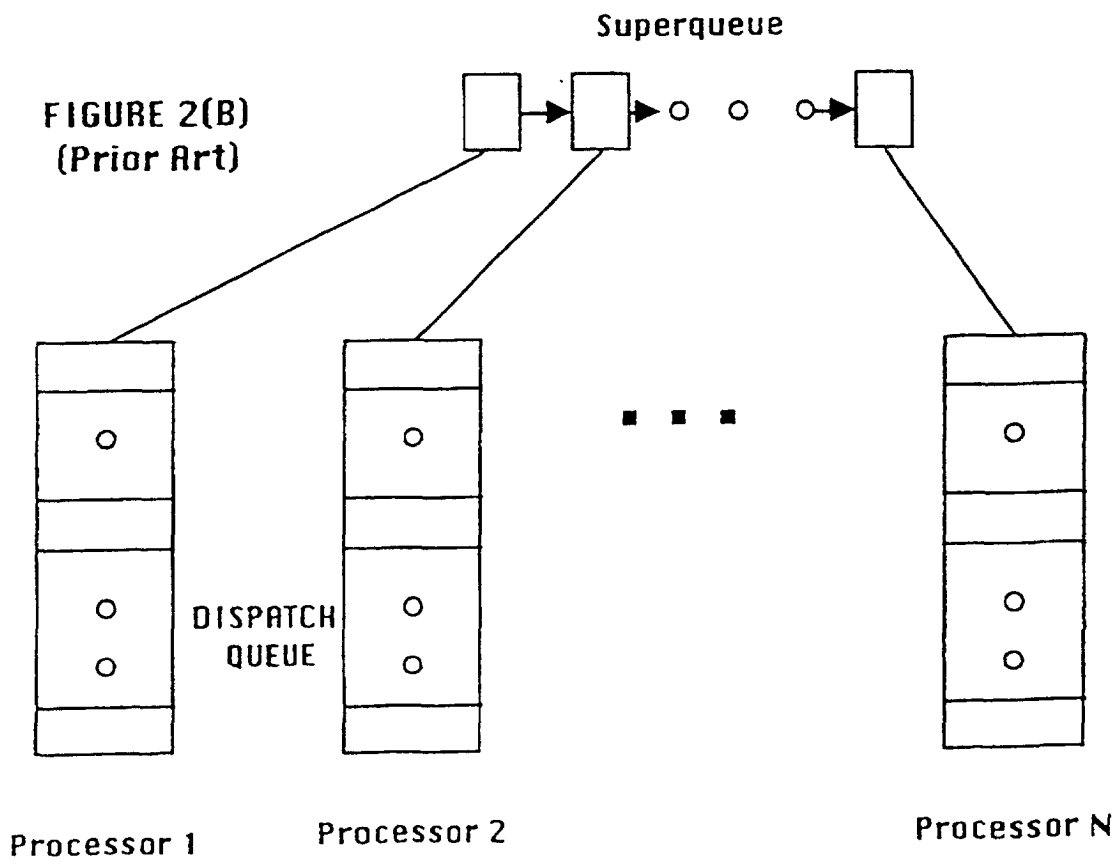 Superqueue
FIGURE 2(B)
(Prior Art)
DISPATCH
QUEUE
Processor 1
Processor 2
Processor N